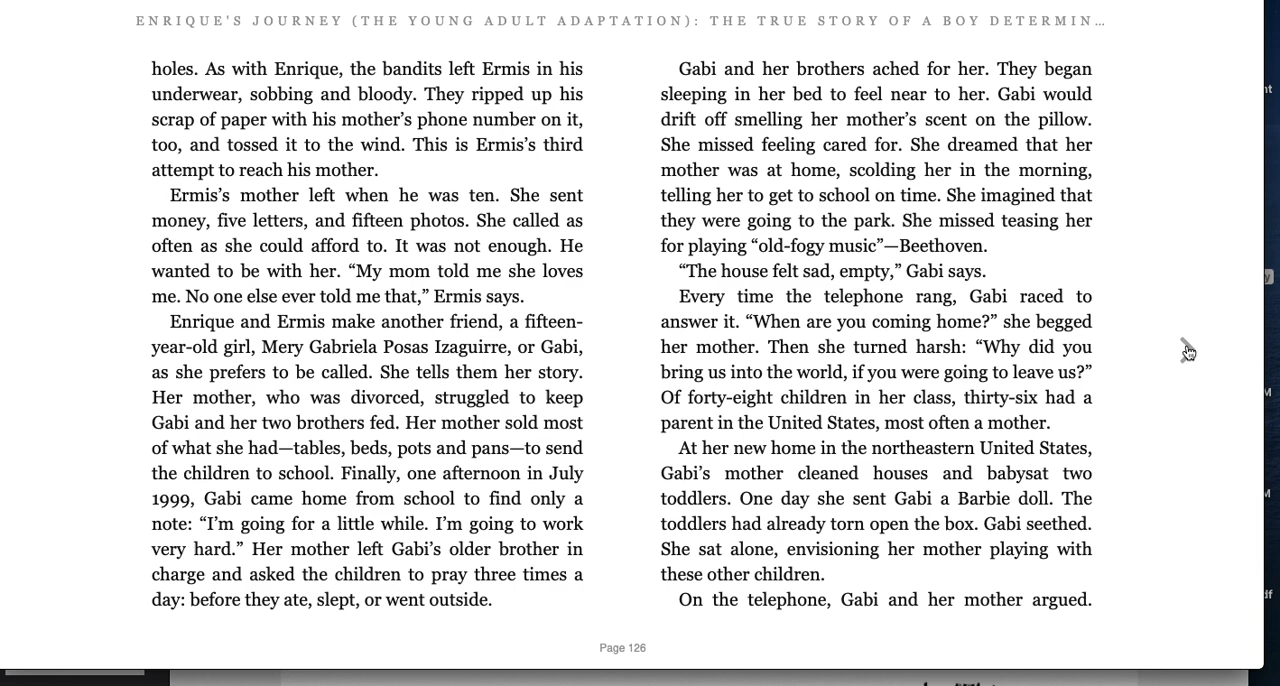 ENRIQUE'S JOURNEY (THE YOUNG ADULT ADAPTATION): THE TRUE STORY OF A BOY DETERMIN…
holes. As with Enrique, the bandits left Ermis in his
underwear, sobbing and bloody. They ripped up his
scrap of paper with his mother’s phone number on it,
too, and tossed it to the wind. This is Ermis’s third
attempt to reach his mother.
Ermis’s mother left when he was ten. She sent
money, five letters, and fifteen photos. She called as
often as she could afford to. It was not enough. He
wanted to be with her. “My mom told me she loves
me. No one else ever told me that,” Ermis says.
Enrique and Ermis make another friend, a fifteen-
year-old girl, Mery Gabriela Posas Izaguirre, or Gabi,
as she prefers to be called. She tells them her story.
Her mother, who was divorced, struggled to keep
Gabi and her two brothers fed. Her mother sold most
of what she had—tables, beds, pots and pans—to send
the children to school. Finally, one afternoon in July
1999, Gabi came home from school to find only a
note: “I’m going for a little while. I’m going to work
very hard.” Her mother left Gabi’s older brother in
charge and asked the children to pray three times a
day: before they ate, slept, or went outside.
Gabi and her brothers ached for her. They began
sleeping in her bed to feel near to her. Gabi would
drift off smelling her mother’s scent on the pillow.
She missed feeling cared for. She dreamed that her
mother was at home, scolding her in the morning,
telling her to get to school on time. She imagined that
they were going to the park. She missed teasing her
for playing “old-fogy music”—Beethoven.
“The house felt sad, empty,” Gabi says.
Every time the telephone rang, Gabi raced to
answer it. “When are you coming home?” she begged
her mother. Then she turned harsh: “Why did you
bring us into the world, if you were going to leave us?”
Of forty-eight children in her class, thirty-six had a
parent in the United States, most often a mother.
At her new home in the northeastern United States,
Gabi’s mother cleaned houses and babysat two
toddlers. One day she sent Gabi a Barbie doll. The
toddlers had already torn open the box. Gabi seethed.
She sat alone, envisioning her mother playing with
these other children.
On the telephone, Gabi and her mother argued.
Page 126